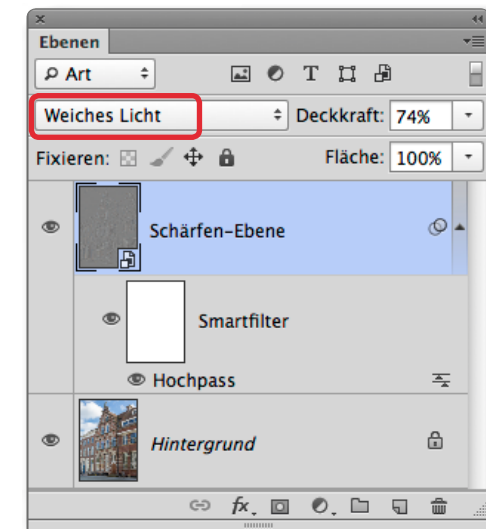 Ebenen
Art
Weiches Licht Deckkraft: 74%
Fixieren: Fläche: 100%
Schärfen-Ebene
Smartfilter
Hochpass
Hintergrund
fx.